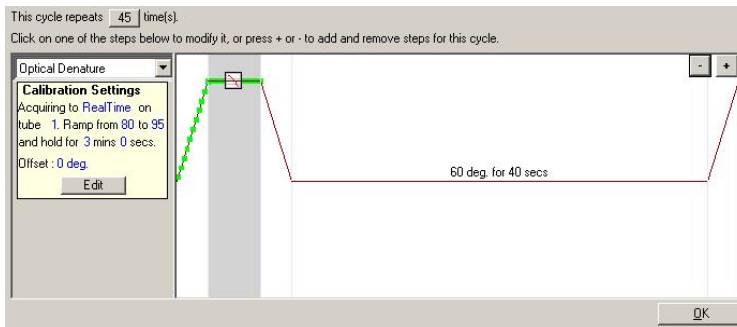 This cycle repeats 45 time(s).
Click on one of the steps below to modify it, or press + or - to add and remove steps for this cycle.
Optical Denature
- +
Calibration Settings
Acquiring to RealTime on
tube 1. Ramp from 80 to 95
and hold for 3 mins 0 secs.
Offset : 0 deg.
Edit
60 deg. for 40 secs
OK